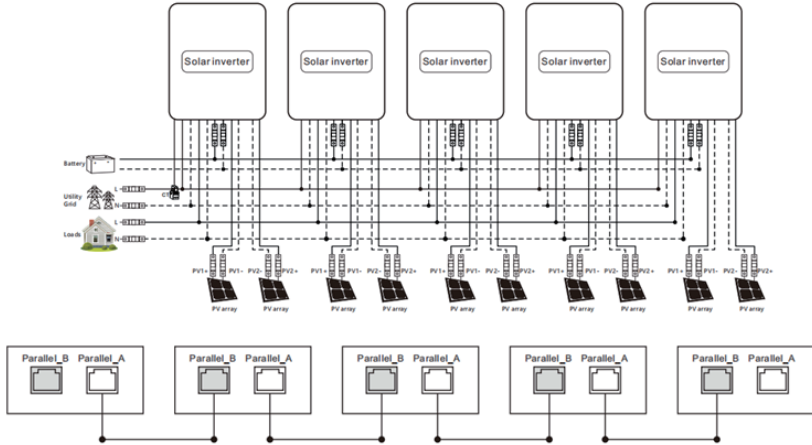 Solar inverter Solar inverter Solar inverter Solar inverter Solar inverter
Battery
Utility
Grid
L
CT
N
L
Loads
N
PV1+ PV1- PV2- PV2+ PV1+ PV1- PV2- PV2+ PV1+ PV1- PV2- PV2+ PV1+ PV1- PV2- PV2+ PV1+ PV1- PV2- PV2+
PV array PV array PV array PV array PV array PV array PV array PV array PV array PV array
Parallel_B Parallel_A Parallel_B Parallel_A Parallel_B Parallel_A Parallel_B Parallel_A Parallel_B Parallel_A